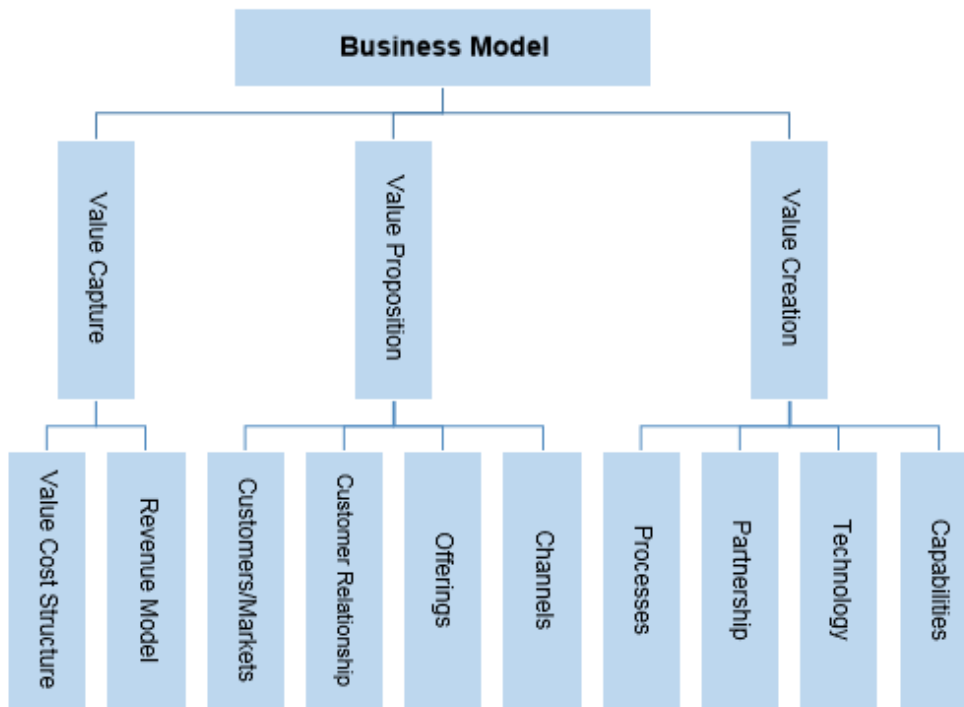 Business Model
Value Capture
Value Proposition
Value Creation
Value Cost Structure
Revenue Model
Customers/Markets
Customer Relationship
Offerings
Channels
Processes
Partnership
Technology
Capabilities